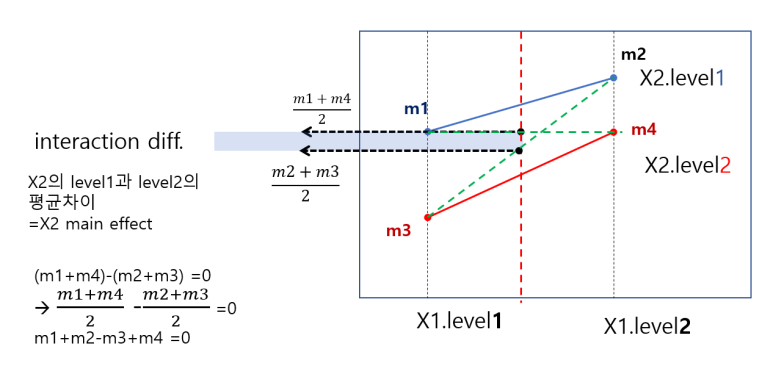 m2
X2.level1
m1+m4
2
m1
m4
interaction diff.
m2+m3
2
X2.level2
X2의 level1과 level2의
평균차이
=X2 main effect
m3
(m1+m4)-(m2+m3) =0
→ m1+m4/2 - m2+m3/2 =0
m1+m2-m3+m4 =0
X1.level1
X1.level2